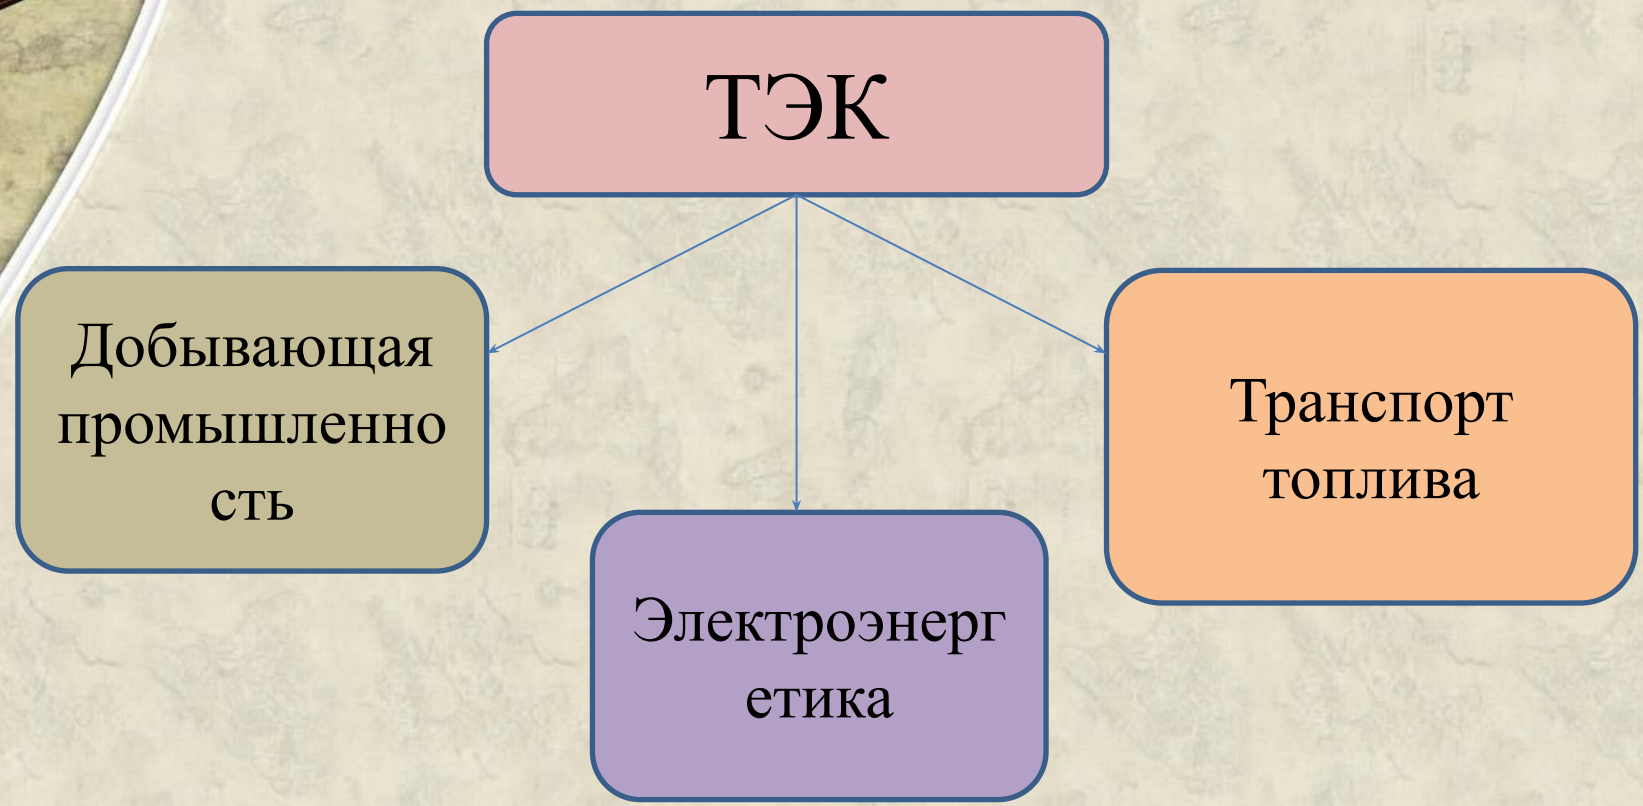 ТЭК
Добывающая
промышленно
сть
Транспорт
топлива
Электроэнерг
етика